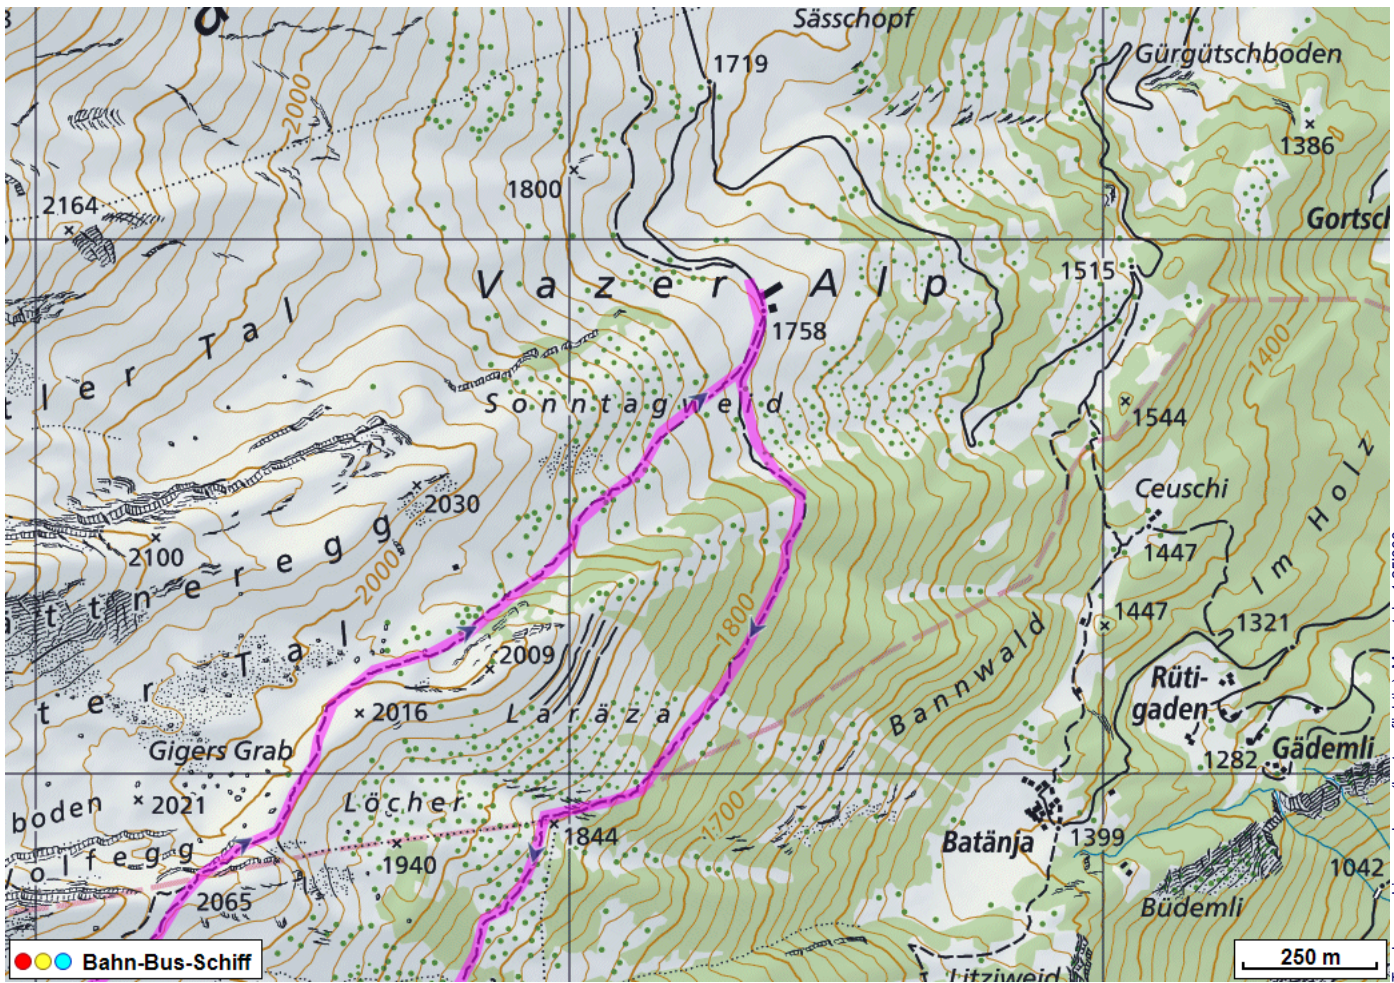 Sässchopf
Gürgütschboden
1719
2000
1386
1800
2164
Gortsch
1515
Vazer Alp
1758
Tal
1400
1544
Sonntagweid
2030
Ceuschi
2100
1447
2000
Im Holz
1800
1447
1321
2009
Tal
Rüti-
gaden
Bannwald
2016
Laräza
Gigers Grab
1282
Gädemli
2021
Löcher
boden
1700
1844
1399
Batänja
1940
1042
2065
Büdemli
Bahn-Bus-Schiff
250 m
Litziweid